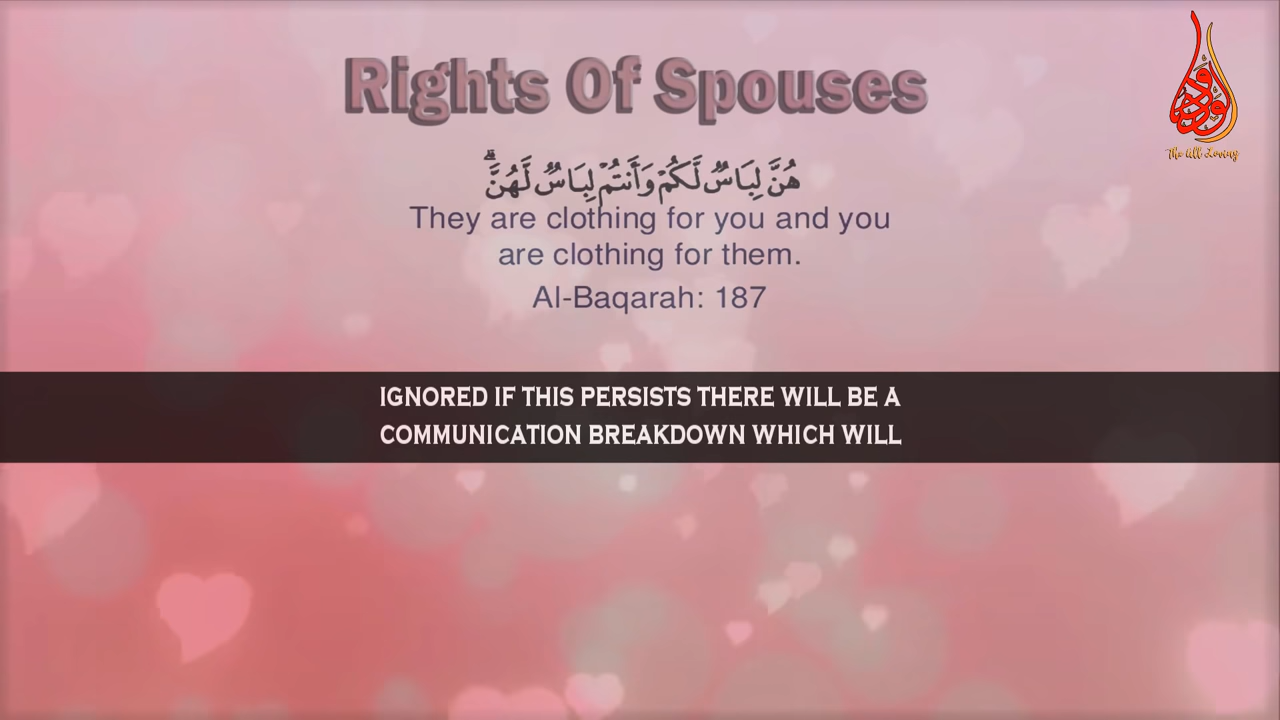 Rights Of Spouses
هُنَّ لِبَاسٌ لَّكُمْ وَأَنتُمْ لِبَاسٌ لَّهُنَّ ۗ
They are clothing for you and you
are clothing for them.
Al-Baqarah: 187
IGNORED IF THIS PERSISTS THERE WILL BE A
COMMUNICATION BREAKDOWN WHICH WILL
الودود
The All Loving